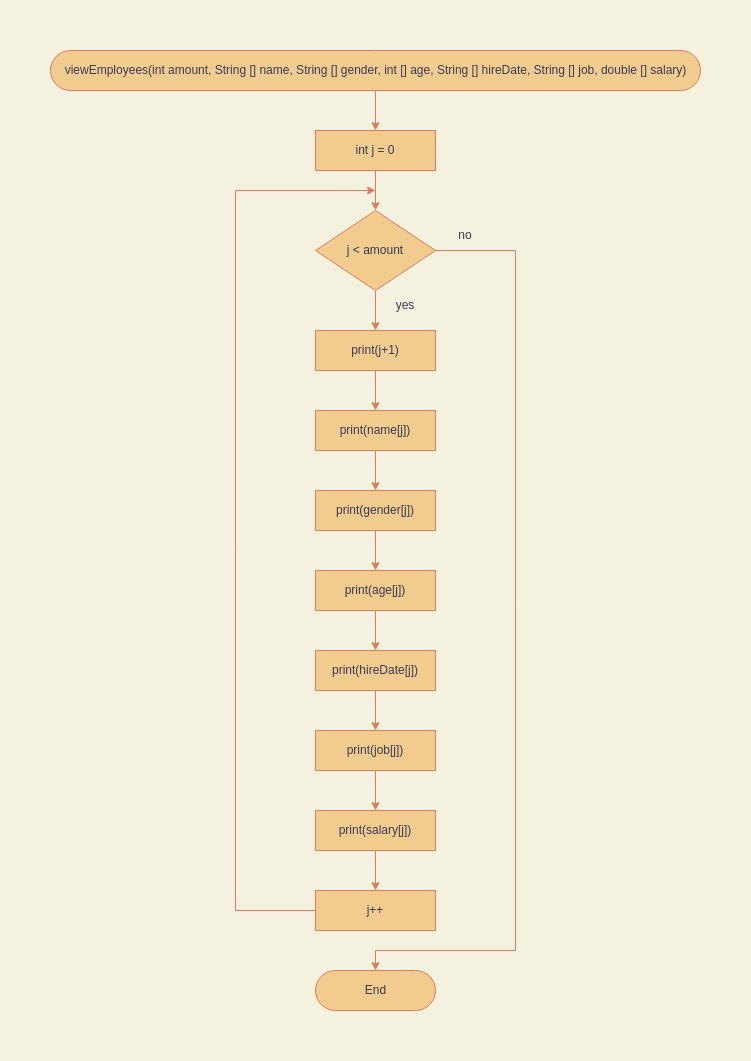 viewEmployees(int amount, String [] name, String [] gender, int [] age, String [] hireDate, String [] job, double [] salary)
int j = 0
j < amount
no
yes
print(j+1)
print(name[j])
print(gender[j])
print(age[j])
print(hireDate[j])
print(job[j])
print(salary[j])
j++
End